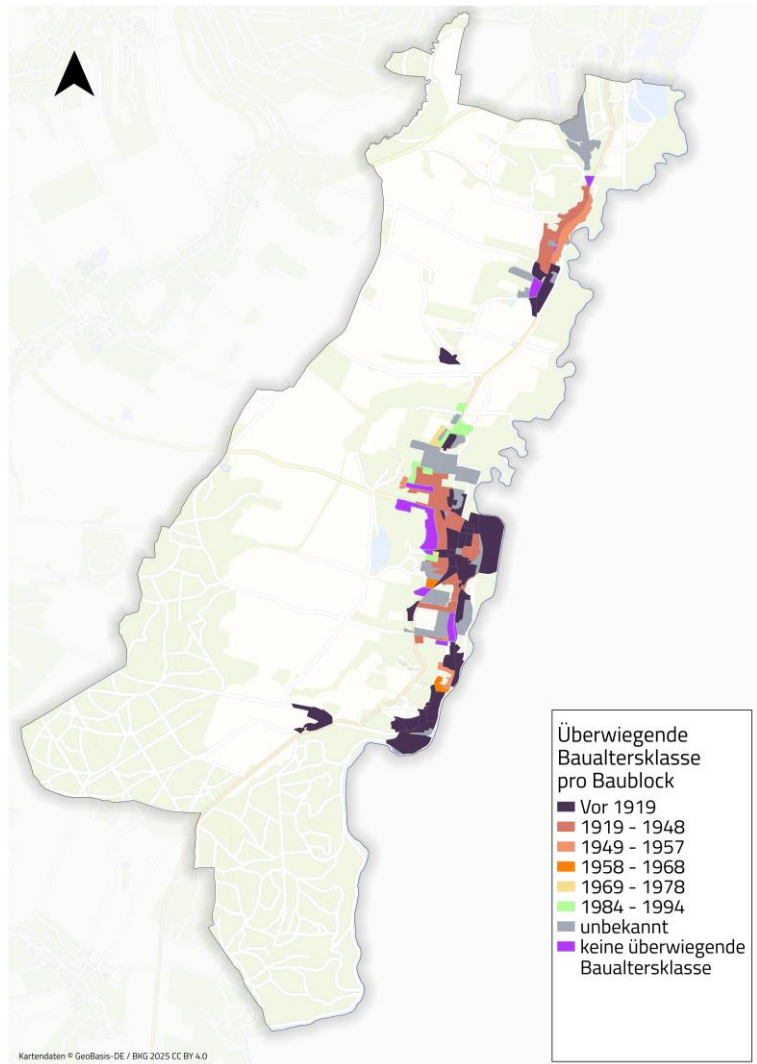 Überwiegende
Baualtersklasse
pro Baublock
Vor 1919
1919 - 1948
1949 - 1957
1958 - 1968
1969 - 1978
1984 - 1994
unbekannt
keine überwiegende
Baualtersklasse
Kartendaten © GeoBasis-DE / BKG 2025 CC BY 4.0